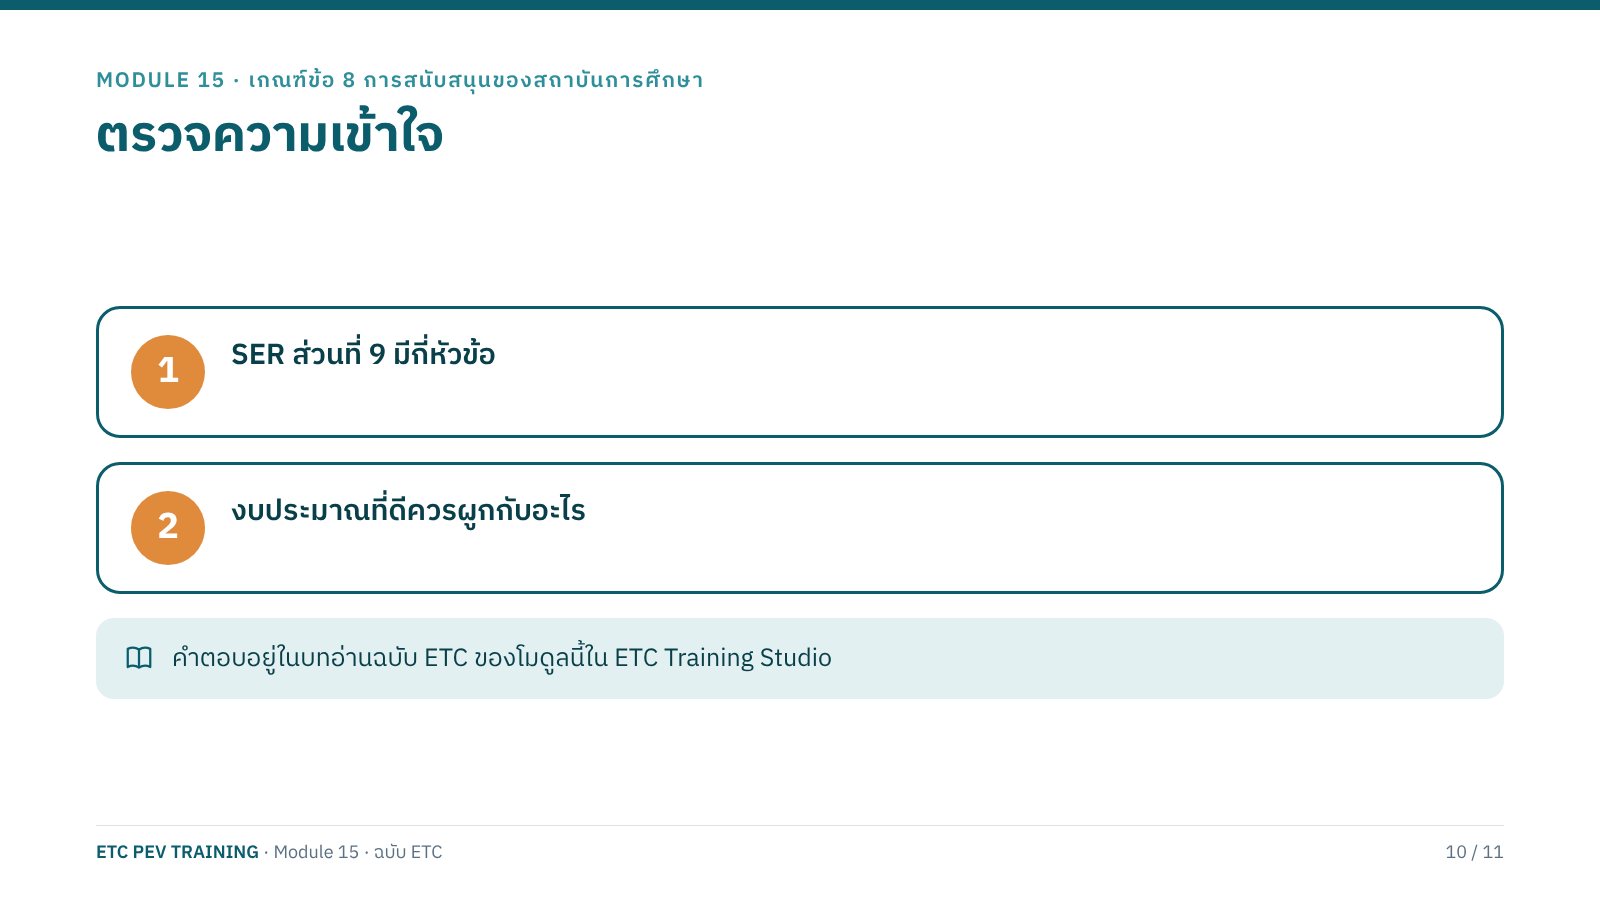 MODULE 15 · เกณฑ์ข้อ 8 การสนับสนุนของสถาบันการศึกษา
ตรวจความเข้าใจ
1
SER ส่วนที่ 9 มีกี่หัวข้อ
2
งบประมาณที่ดีควรผูกกับอะไร
คำตอบอยู่ในบทอ่านฉบับ ETC ของโมดูลนี้ใน ETC Training Studio
ETC PEV TRAINING · Module 15 · ฉบับ ETC
10 / 11